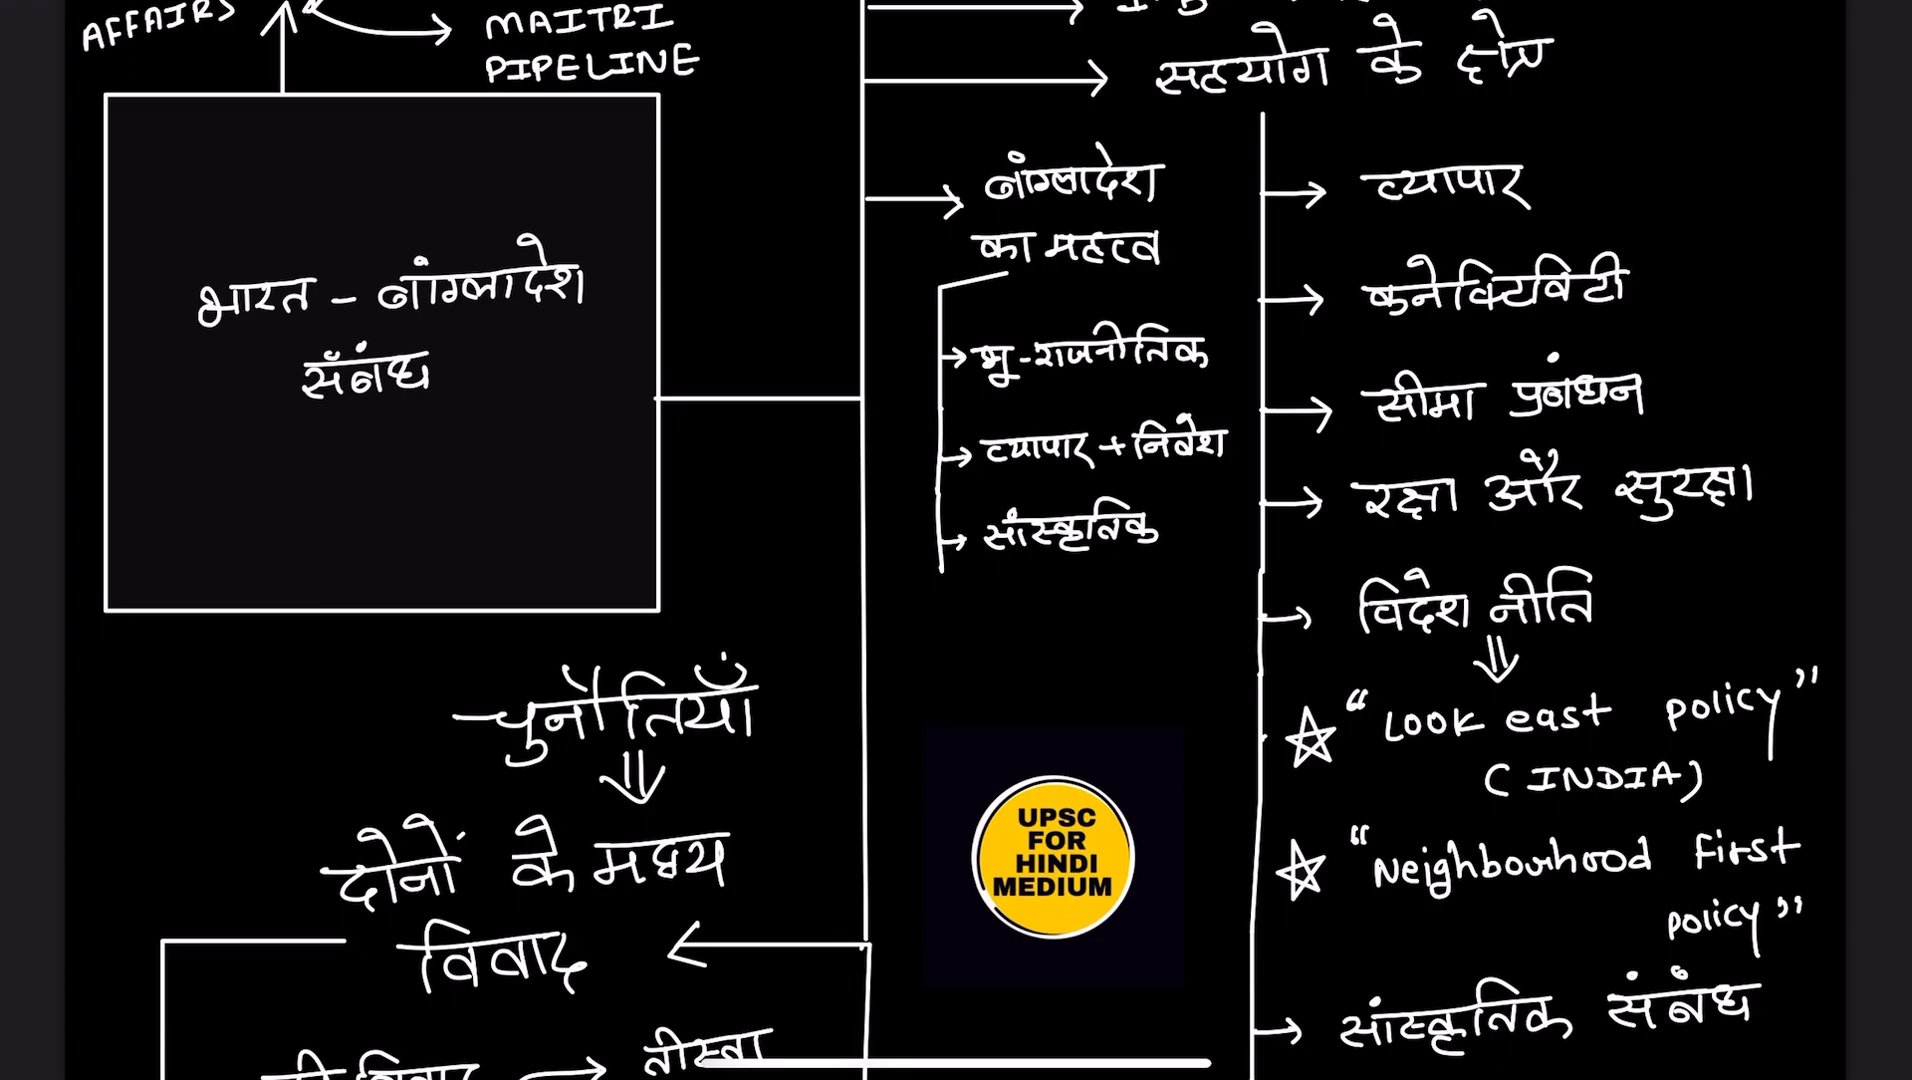 AFFAIRS
MAITRI
PIPELINE
सहयोग के क्षेत्र
भारत - बांग्लादेश
संबंध
बांग्लादेश
का महत्व
भू-राजनीतिक
व्यापार + निवेश
सांस्कृतिक
व्यापार
कनेक्टिविटी
सीमा प्रबंधन
रक्षा और सुरक्षा
विदेश नीति
"Look east policy"
(INDIA)
"Neighbourhood First
policy"
सांस्कृतिक संबंध
चुनौतियाँ
दोनों के मध्य
विवाद
तीस्ता
UPSC
FOR
HINDI
MEDIUM